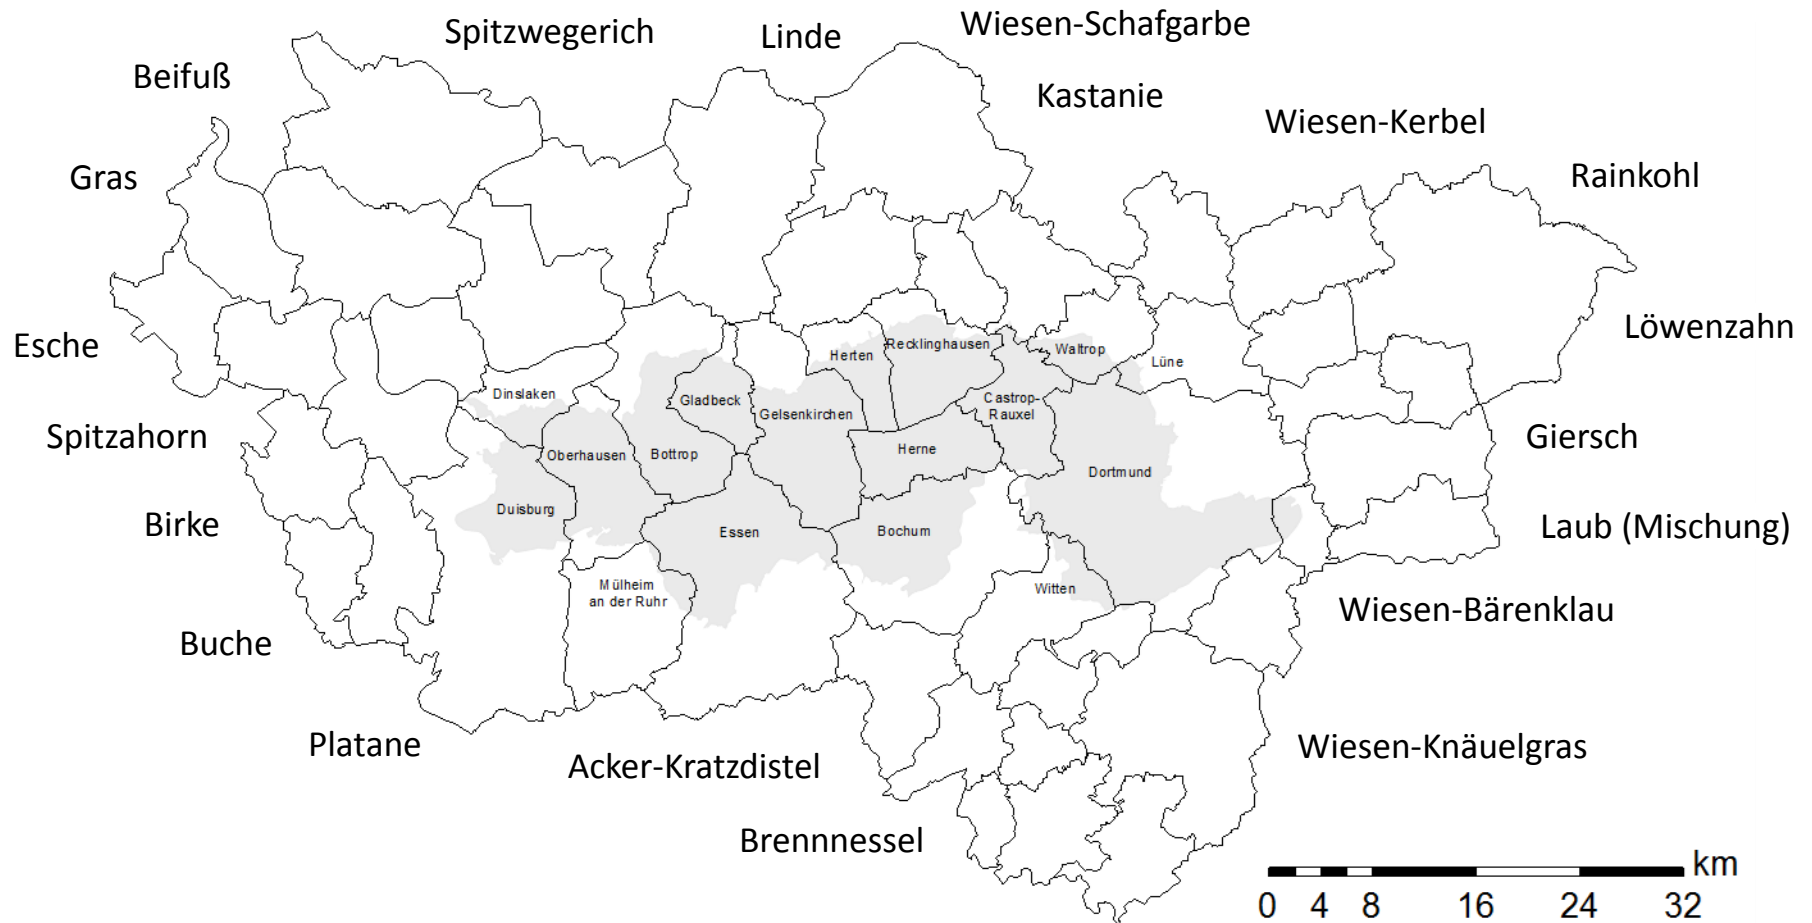 Spitzwegerich
Linde
Wiesen-Schafgarbe
Beifuß
Kastanie
Wiesen-Kerbel
Gras
Rainkohl
Esche
Löwenzahn
Herten
Recklinghausen
Waltrop
Lüne
Dinslaken
Gladbeck
Gelsenkirchen
Castrop-
Rauxel
Spitzahorn
Giersch
Oberhausen
Bottrop
Herne
Dortmund
Birke
Duisburg
Essen
Bochum
Laub (Mischung)
Mülheim
an der Ruhr
Witten
Wiesen-Bärenklau
Buche
Platane
Acker-Kratzdistel
Wiesen-Knäuelgras
Brennnessel
km
0 4 8 16 24 32